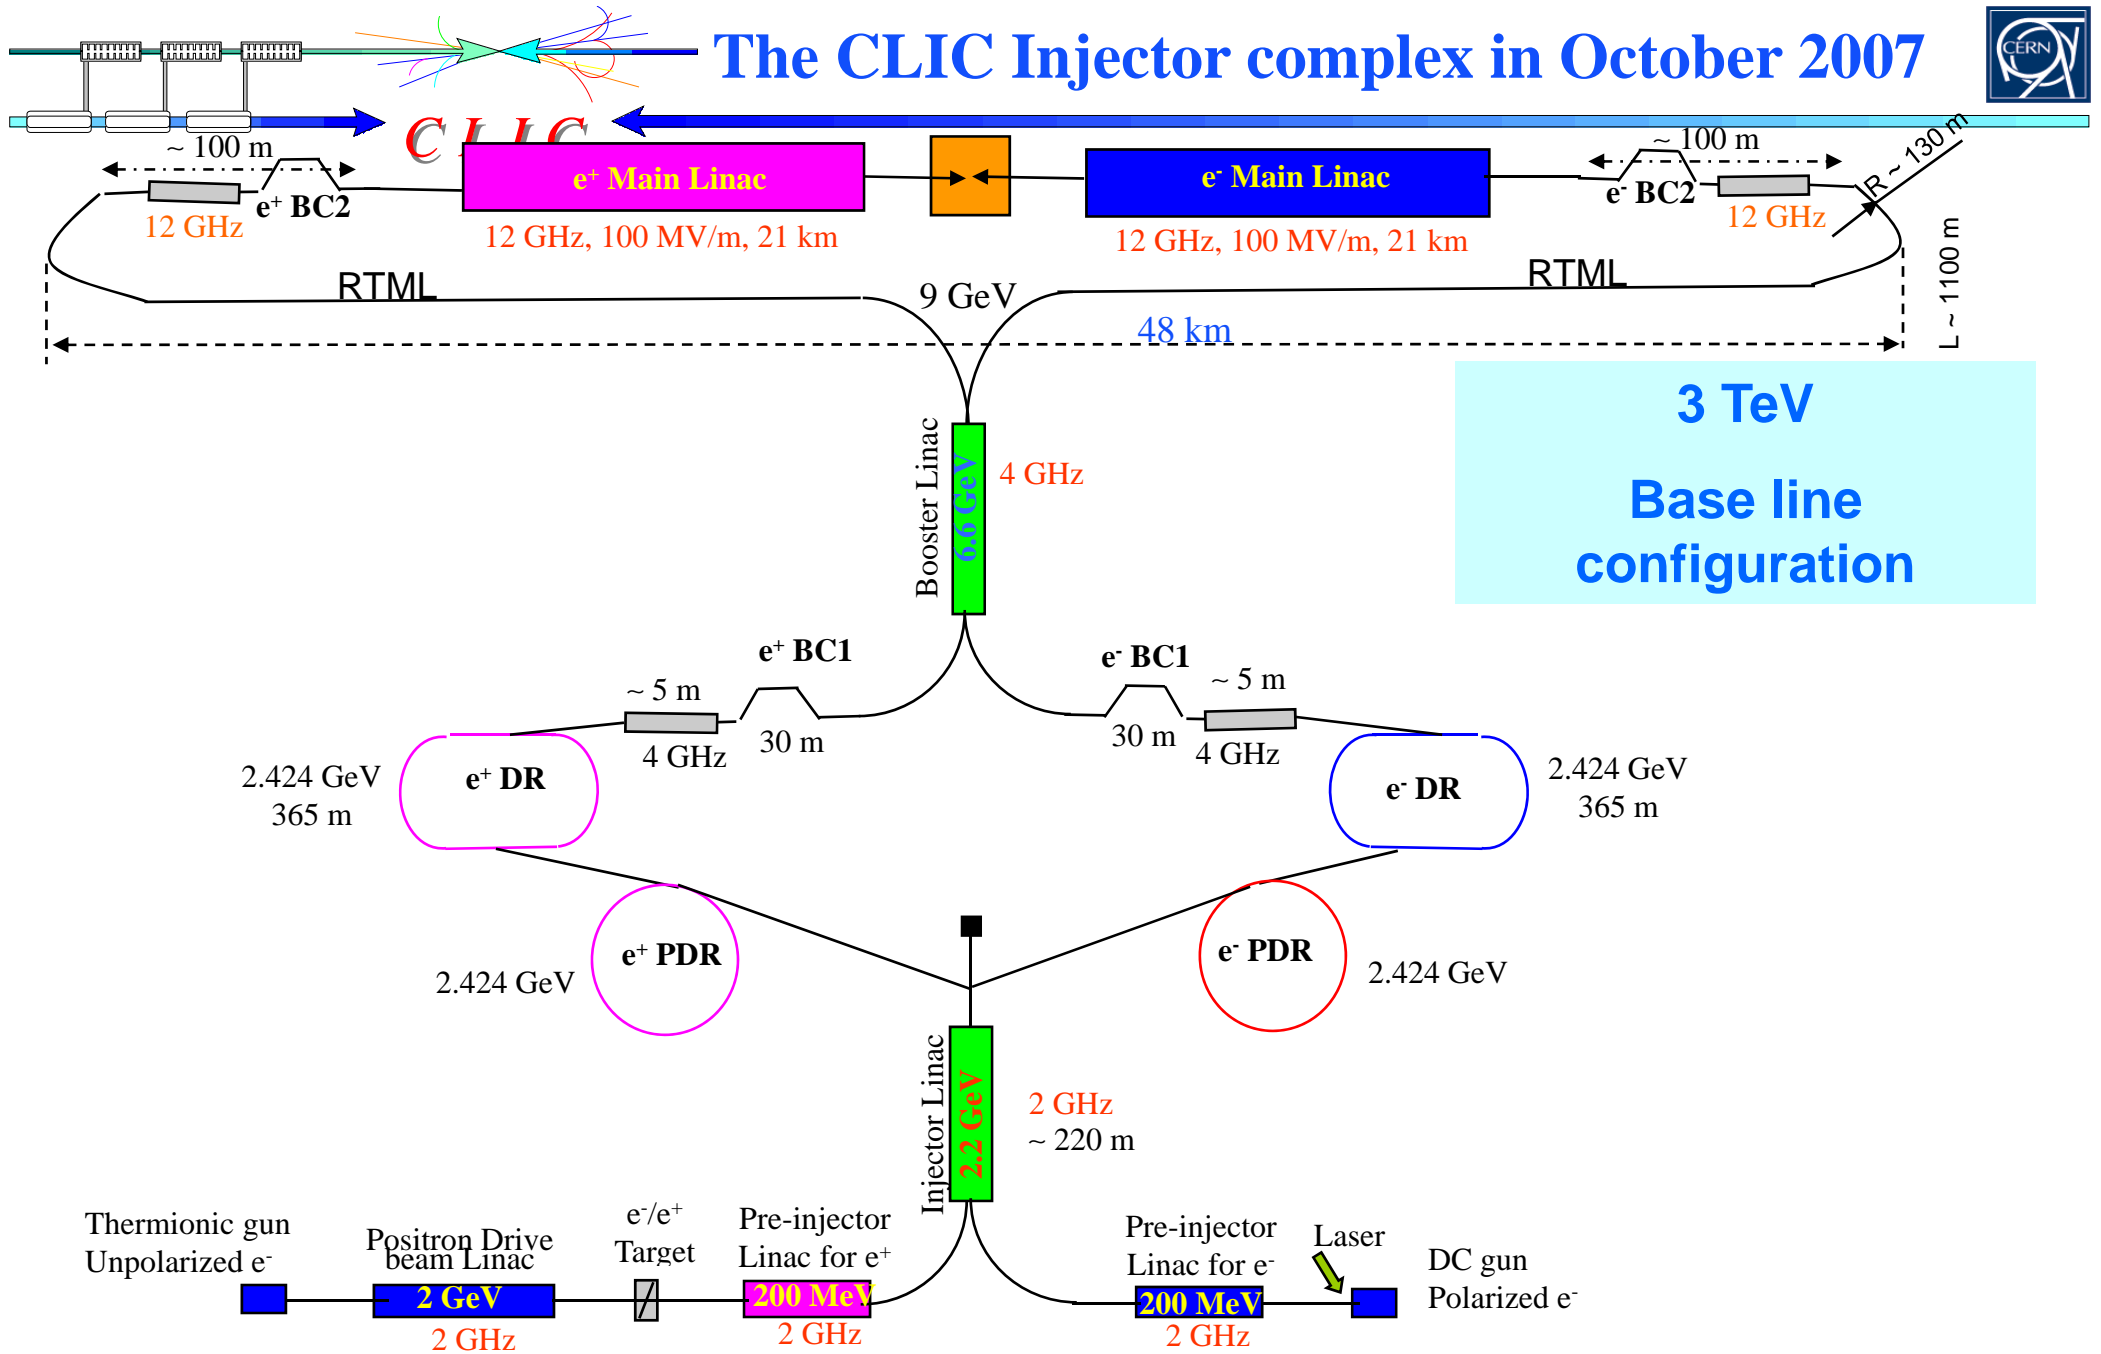 The CLIC Injector complex in October 2007
CERN
C L I C
~ 100 m
e⁺ Main Linac
e⁻ Main Linac
~ 100 m
R ~ 130 m
e⁺ BC2
12 GHz
e⁻ BC2
12 GHz
12 GHz, 100 MV/m, 21 km
12 GHz, 100 MV/m, 21 km
L ~ 1100 m
RTML
9 GeV
RTML
48 km
3 TeV
Base line
configuration
Booster Linac
6.6 GeV
4 GHz
e⁺ BC1
e⁻ BC1
~ 5 m
~ 5 m
4 GHz
30 m
30 m
4 GHz
2.424 GeV
365 m
e⁺ DR
e⁻ DR
2.424 GeV
365 m
e⁺ PDR
e⁻ PDR
2.424 GeV
2.424 GeV
Injector Linac
2.2 GeV
2 GHz
~ 220 m
Thermionic gun
Unpolarized e⁻
Positron Drive
beam Linac
2 GeV
2 GHz
e⁻/e⁺
Target
Pre-injector
Linac for e⁺
200 MeV
2 GHz
Pre-injector
Linac for e⁻
200 MeV
2 GHz
Laser
DC gun
Polarized e⁻